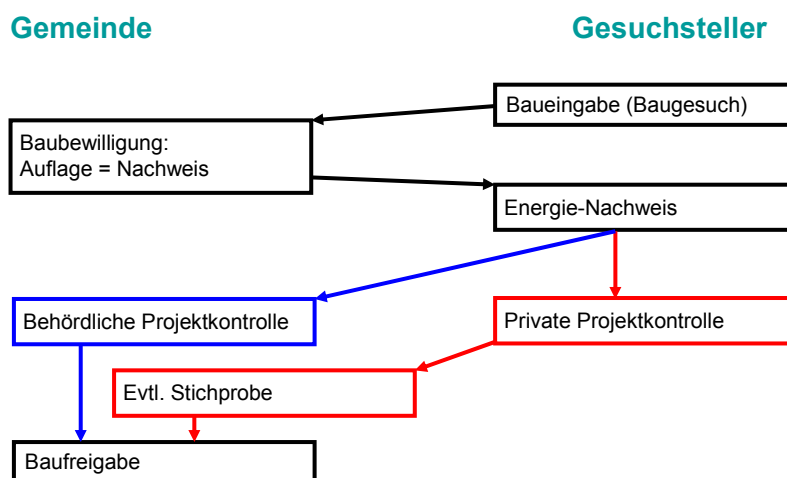 Gemeinde
Gesuchsteller
Baueingabe (Baugesuch)
Baubewilligung:
Auflage = Nachweis
Energie-Nachweis
Behördliche Projektkontrolle
Private Projektkontrolle
Evtl. Stichprobe
Baufreigabe